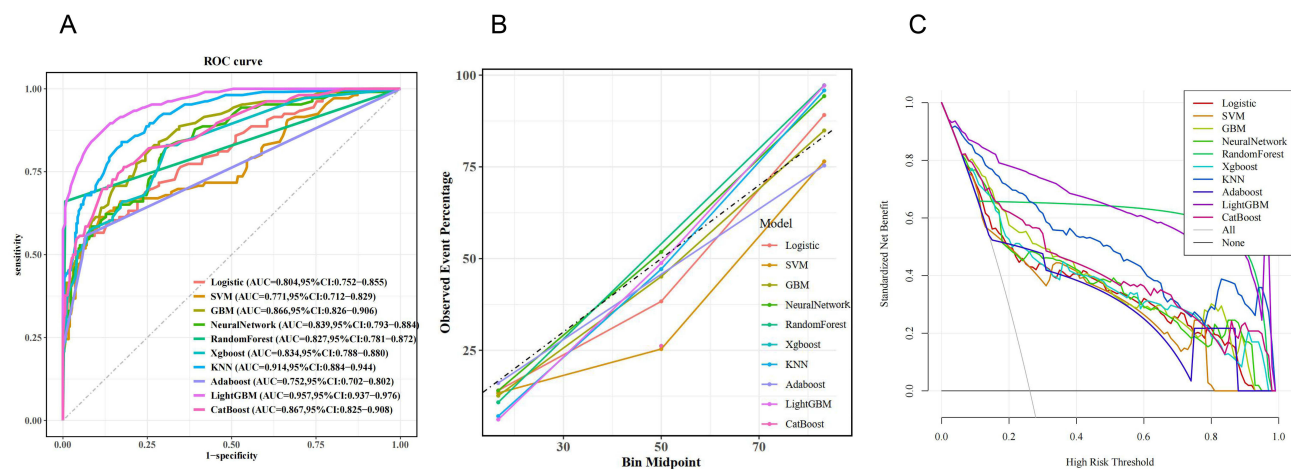 A
ROC curve
1.00
0.75
0.50
0.25
0.00
sensitivity
0.00
0.25
0.50
0.75
1.00
1-specificity
Logistic (AUC=0.804,95%CI:0.752-0.855)
SVM (AUC=0.771,95%CI:0.712-0.829)
GBM (AUC=0.866,95%CI:0.826-0.906)
NeuralNetwork (AUC=0.839,95%CI:0.793-0.884)
RandomForest (AUC=0.827,95%CI:0.781-0.872)
Xgboost (AUC=0.834,95%CI:0.788-0.880)
KNN (AUC=0.914,95%CI:0.884-0.944)
Adaboost (AUC=0.752,95%CI:0.702-0.802)
LightGBM (AUC=0.957,95%CI:0.937-0.976)
CatBoost (AUC=0.867,95%CI:0.825-0.908)
B
100
75
50
25
Observed Event Percentage
30
50
70
Bin Midpoint
Model
Logistic
SVM
GBM
NeuralNetwork
RandomForest
Xgboost
KNN
Adaboost
LightGBM
CatBoost
C
1.0
0.8
0.6
0.4
0.2
0.0
Standardized Net Benefit
0.0
0.2
0.4
0.6
0.8
1.0
High Risk Threshold
Logistic
SVM
GBM
NeuralNetwork
RandomForest
Xgboost
KNN
Adaboost
LightGBM
CatBoost
All
None